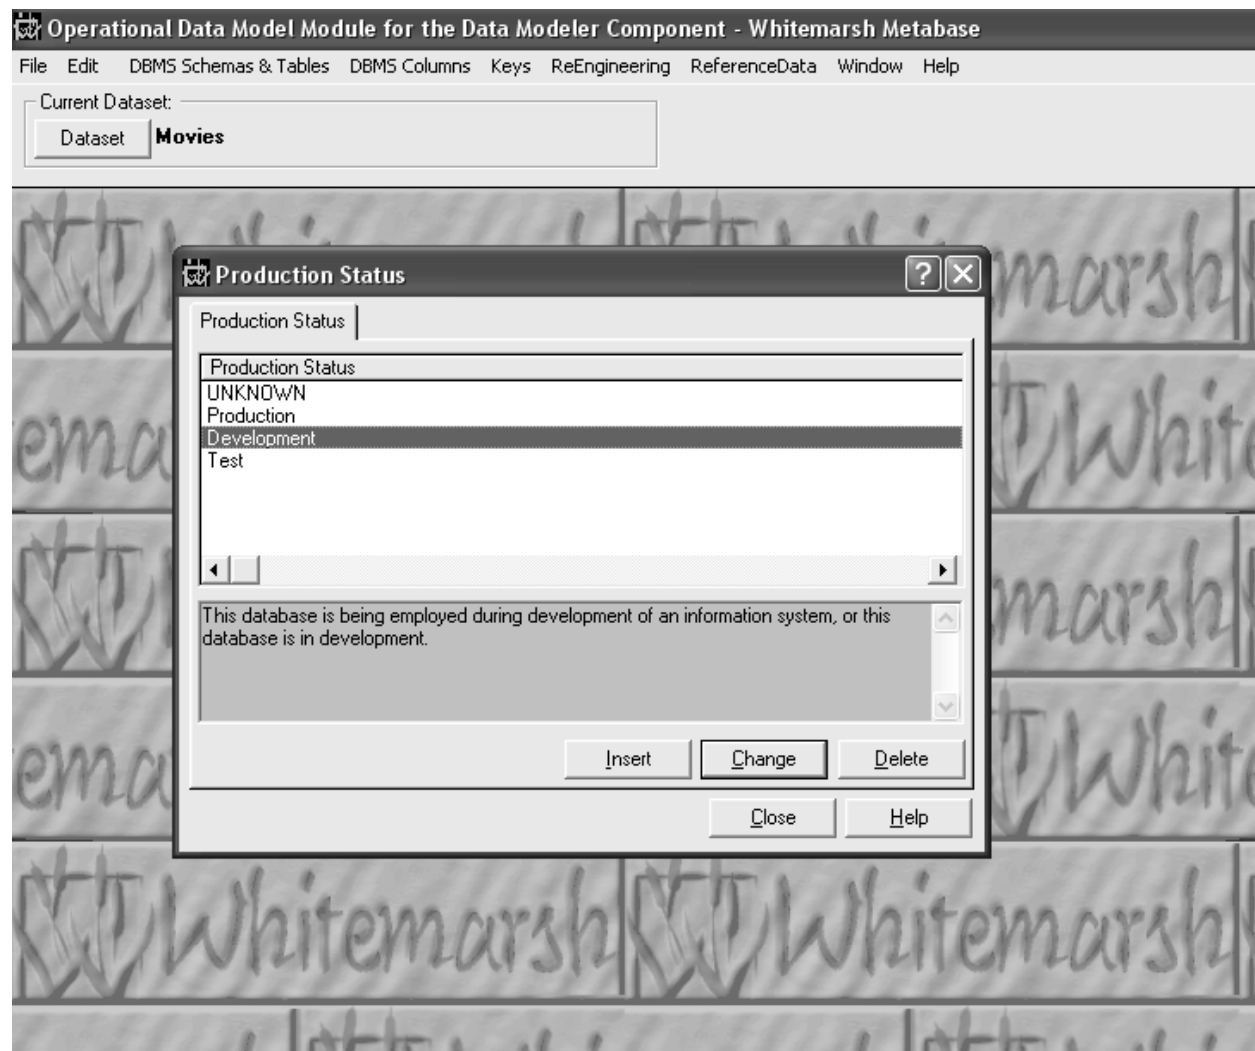 Operational Data Model Module for the Data Modeler Component - Whitemarsh Metabase
File Edit DBMS Schemas & Tables DBMS Columns Keys ReEngineering ReferenceData Window Help
Current Dataset:
Dataset Movies
Production Status
Production Status
Production Status
UNKNOWN
Production
Development
Test
This database is being employed during development of an information system, or this
database is in development.
Insert Change Delete
Close Help
Whitemarsh Whitemarsh